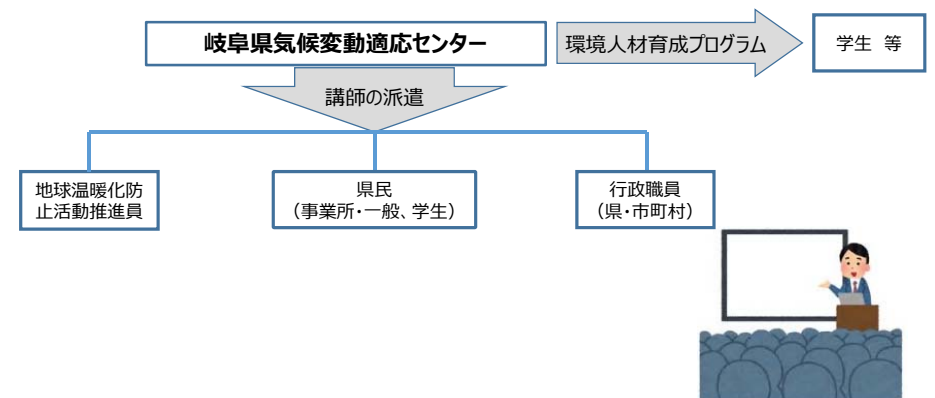 岐阜県気候変動適応センター
環境人材育成プログラム
学生 等
講師の派遣
地球温暖化防
止活動推進員
県民
（事業所・一般、学生）
行政職員
（県・市町村）